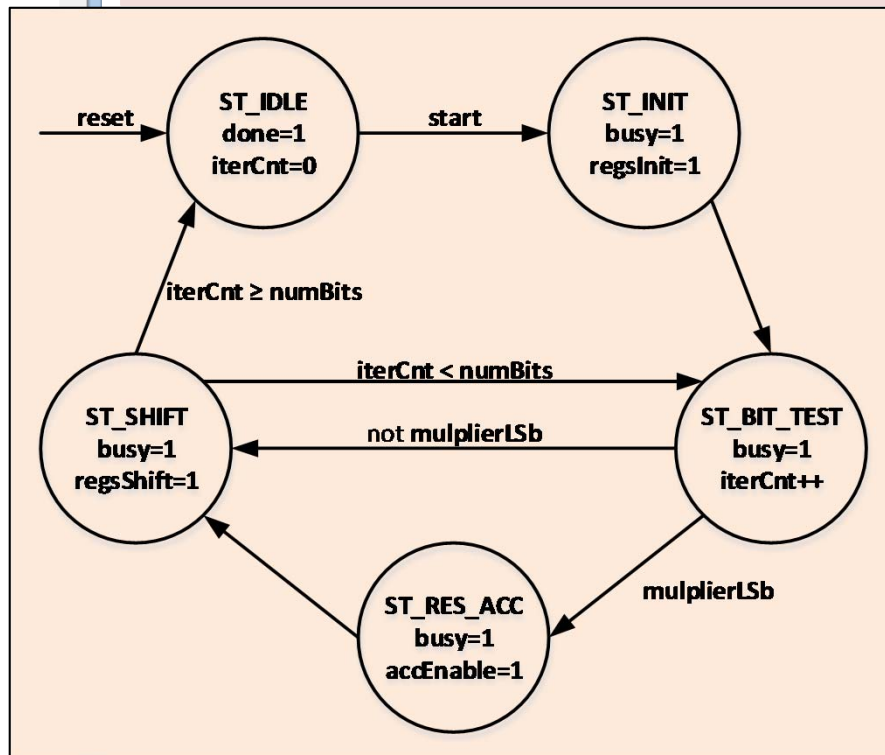 reset
ST_IDLE
done=1
iterCnt=0
start
ST_INIT
busy=1
regsInit=1
iterCnt ≥ numBits
iterCnt < numBits
ST_SHIFT
busy=1
regsShift=1
not mulplierLSb
ST_BIT_TEST
busy=1
iterCnt++
mulplierLSb
ST_RES_ACC
busy=1
accEnable=1